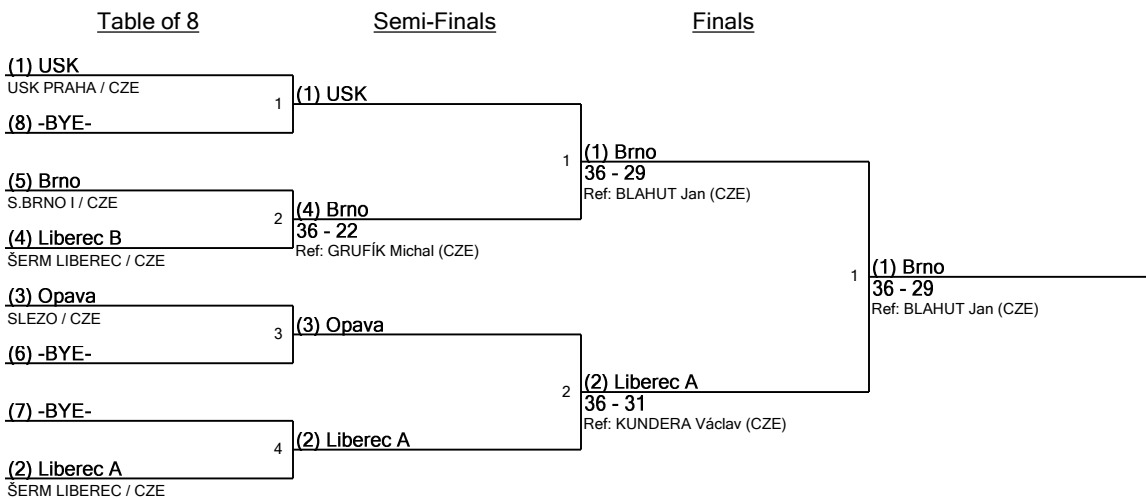 Table of 8
Semi-Finals
Finals
(1) USK
USK PRAHA / CZE
1
(1) USK
(8) -BYE-
1
(1) Brno
36 - 29
Ref: BLAHUT Jan (CZE)
(5) Brno
S.BRNO I / CZE
2
(4) Brno
36 - 22
Ref: GRUFÍK Michal (CZE)
(4) Liberec B
ŠERM LIBEREC / CZE
1
(1) Brno
36 - 29
Ref: BLAHUT Jan (CZE)
(3) Opava
SLEZO / CZE
3
(3) Opava
(6) -BYE-
2
(2) Liberec A
36 - 31
Ref: KUNDERA Václav (CZE)
(7) -BYE-
4
(2) Liberec A
(2) Liberec A
ŠERM LIBEREC / CZE